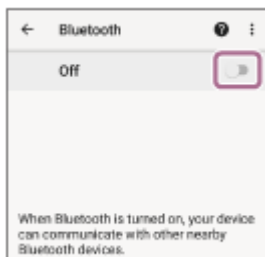 Bluetooth
Off
When Bluetooth is turned on, your device
can communicate with other nearby
Bluetooth devices.